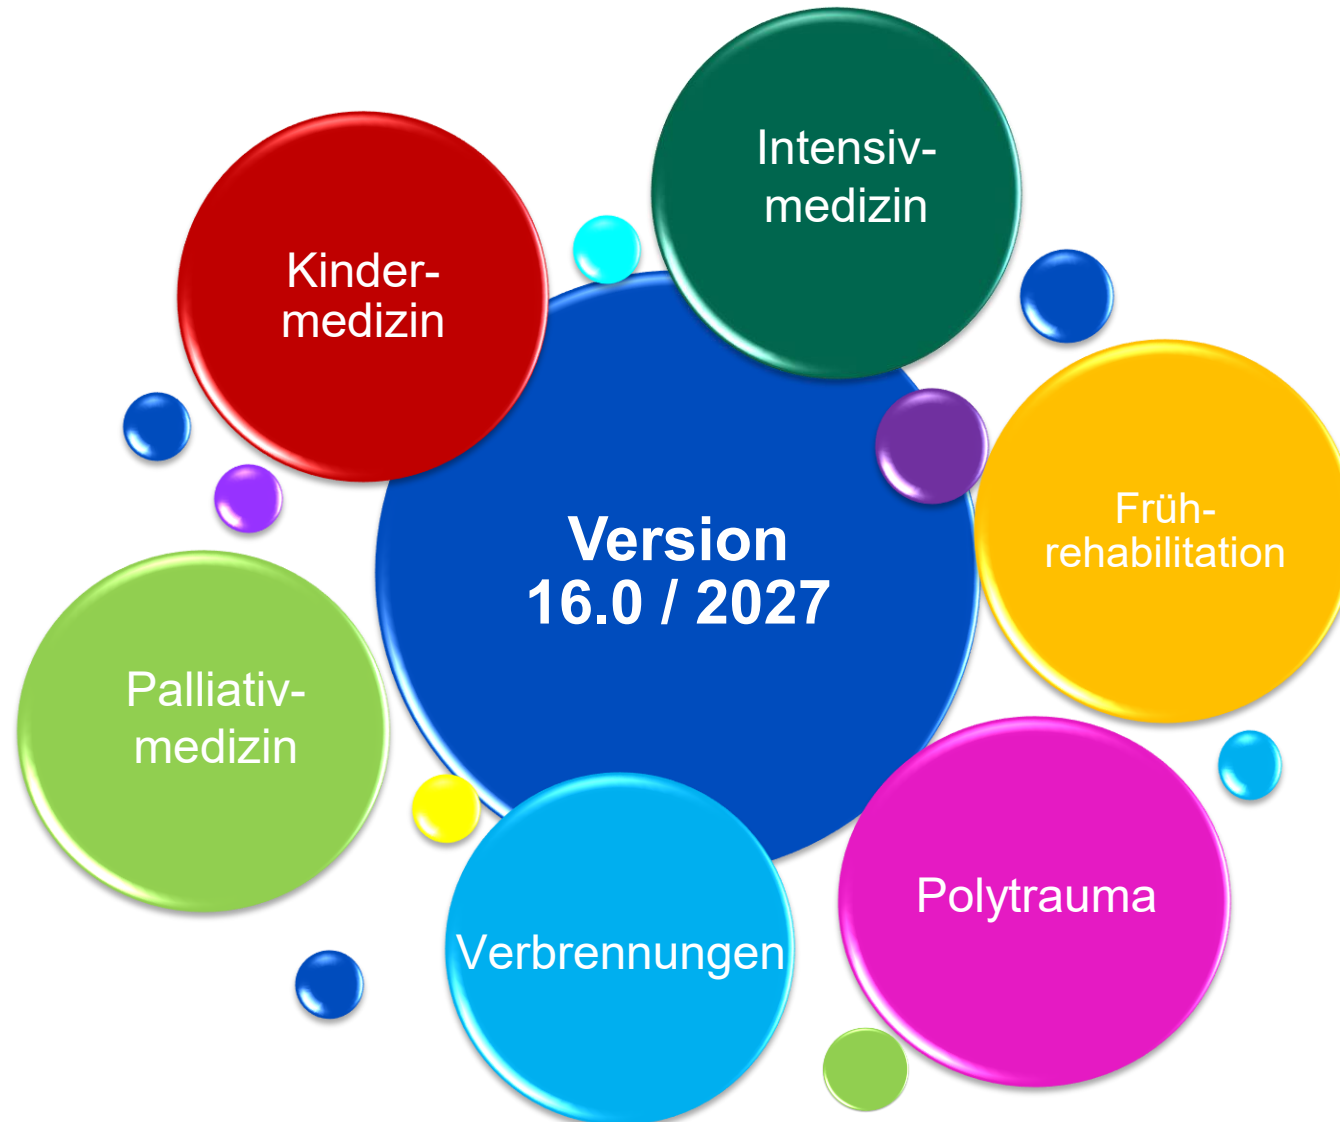 Intensiv-
medizin
Kinder-
medizin
Früh-
rehabilitation
Version
16.0 / 2027
Palliativ-
medizin
Polytrauma
Verbrennungen